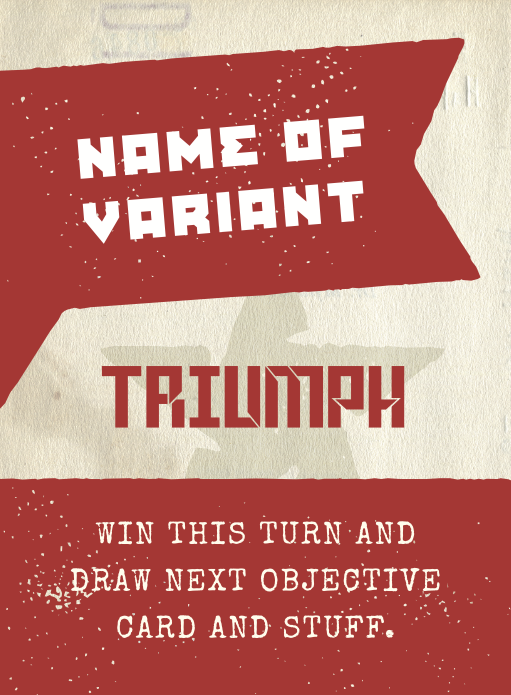 NAME OF
VARIANT
TRIUMPH
WIN THIS TURN AND
DRAW NEXT OBJECTIVE
CARD AND STUFF.